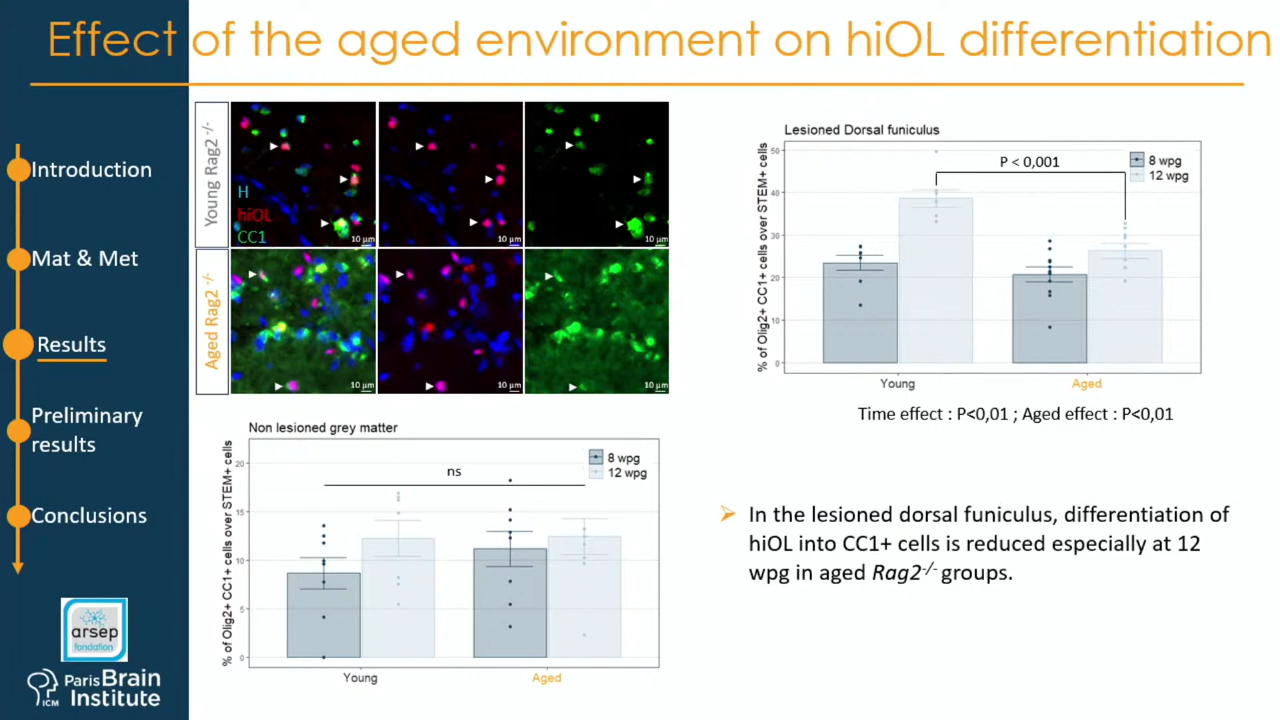 Effect of the aged environment on hiOL differentiation
Introduction
Mat & Met
Results
Preliminary
results
Conclusions
arsep
fondation
ICM
Paris Brain
Institute
Young Rag2 -/-
H
hiOL
CC1
10 µm
10 µm
10 µm
Aged Rag2 -/-
10 µm
10 µm
10 µm
Lesioned Dorsal funiculus
% of Olig2+ CC1+ cells over STEM+ cells
50
40
30
20
10
0
P < 0,001
8 wpg
12 wpg
Young
Aged
Time effect : P<0,01 ; Aged effect : P<0,01
Non lesioned grey matter
% of Olig2+ CC1+ cells over STEM+ cells
20
15
10
5
0
ns
8 wpg
12 wpg
Young
Aged
In the lesioned dorsal funiculus, differentiation of
hiOL into CC1+ cells is reduced especially at 12
wpg in aged Rag2-/- groups.